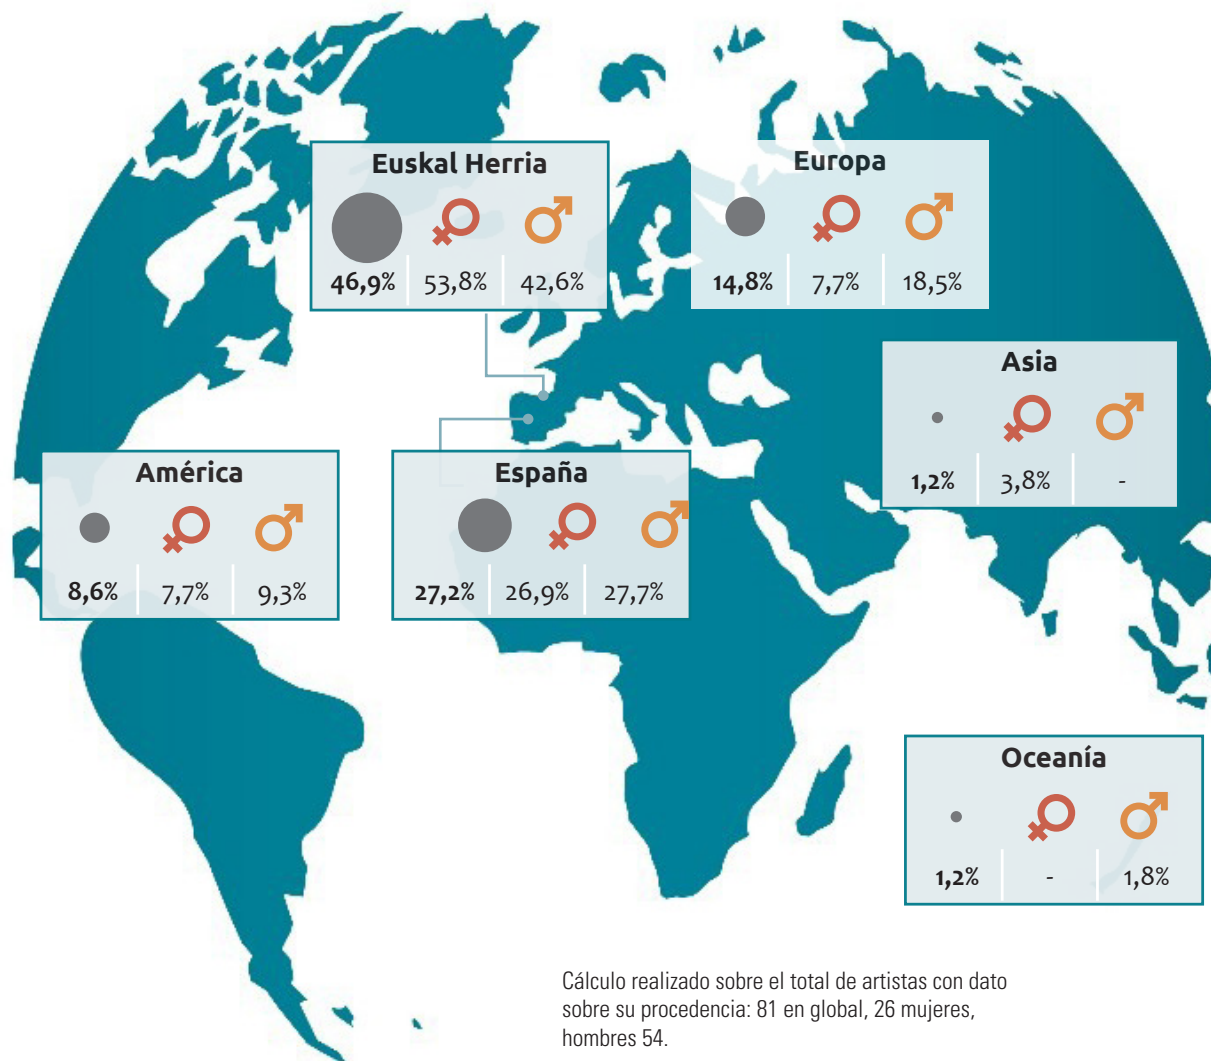 Euskal Herria
46,9% 53,8% 42,6%
Europa
14,8% 7,7% 18,5%
Asia
1,2% 3,8% -
América
8,6% 7,7% 9,3%
España
27,2% 26,9% 27,7%
Oceanía
1,2% - 1,8%
Cálculo realizado sobre el total de artistas con dato
sobre su procedencia: 81 en global, 26 mujeres,
hombres 54.